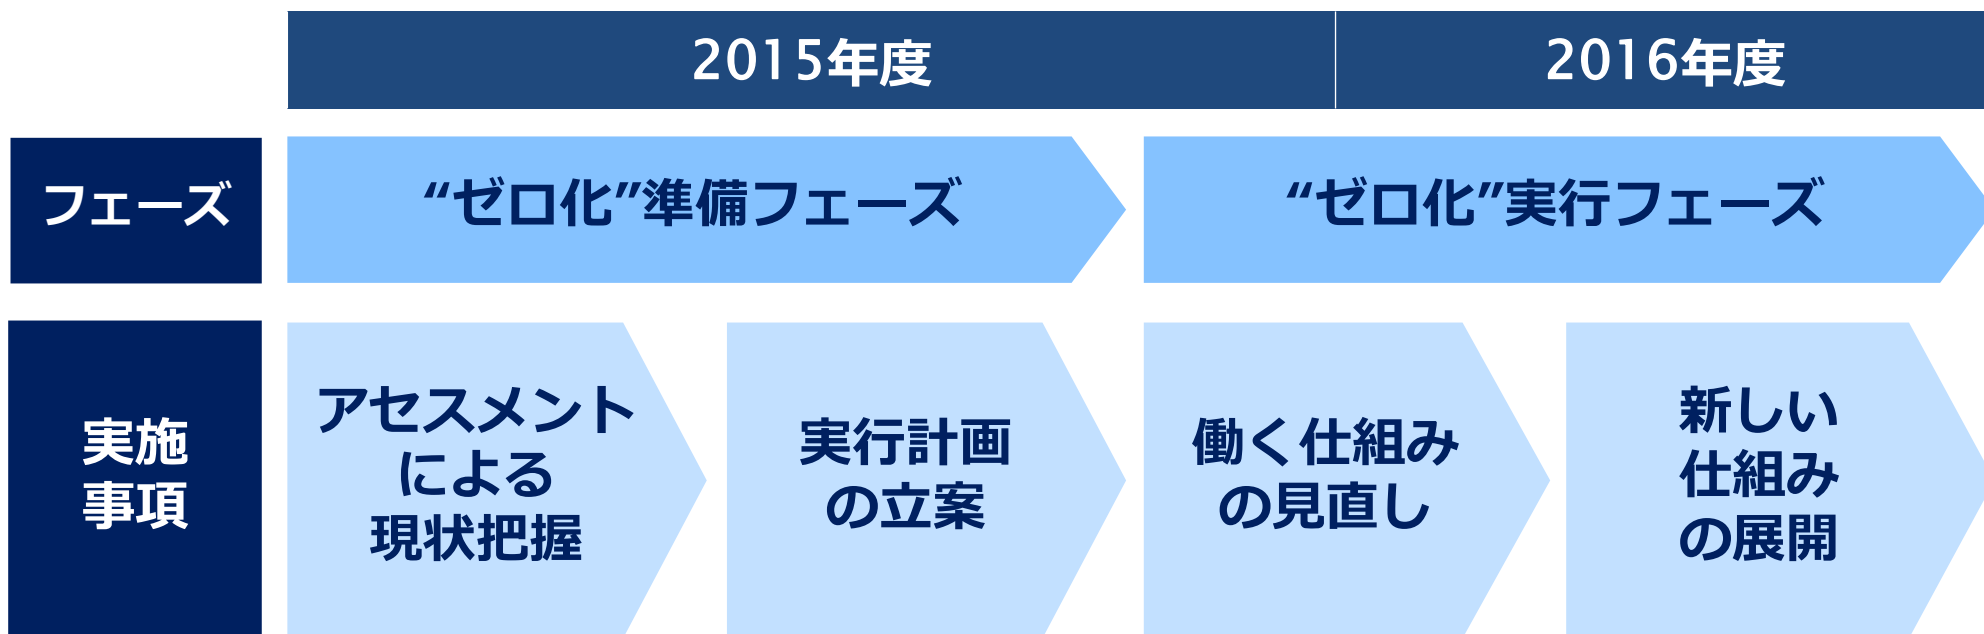 2015年度
2016年度
フェーズ
“ゼロ化”準備フェーズ
“ゼロ化”実行フェーズ
実施
事項
アセスメント
による
現状把握
実行計画
の立案
働く仕組み
の見直し
新しい
仕組み
の展開